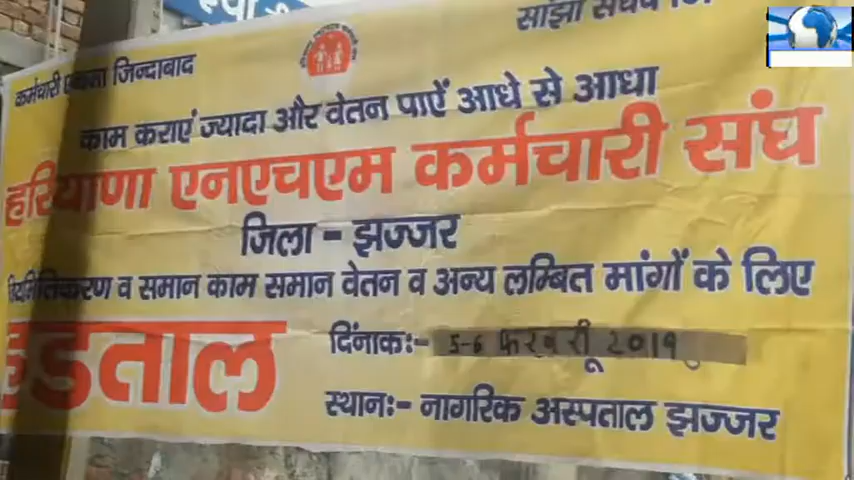 कर्मचारी एकता जिन्दाबाद
सांझा संघर्ष
काम कराएं ज्यादा और वेतन पाऐं आधे से आधा
हरियाणा एनएचएम कर्मचारी संघ
जिला - झज्जर
नियमितिकरण व समान काम समान वेतन व अन्य लम्बित मांगों के लिए
हडताल
दिंनाकः- 5-6 फरवरी 2019
स्थानः- नागरिक अस्पताल झज्जर